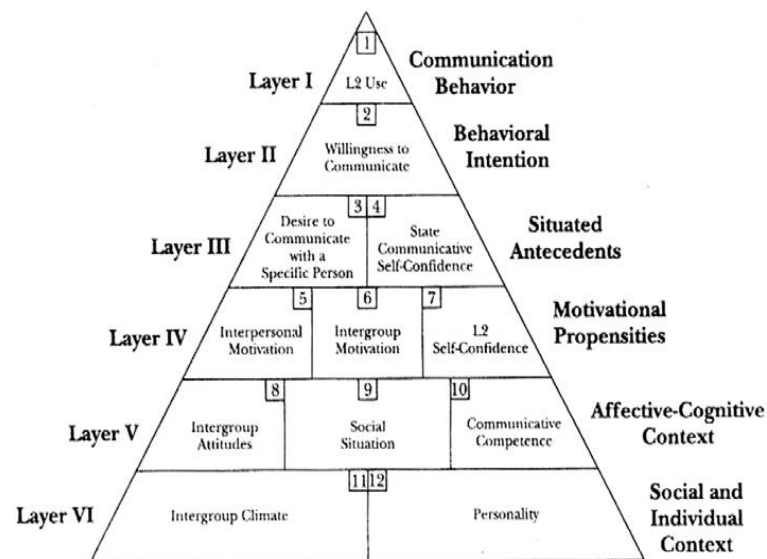 1
Layer I
L2 Use
Communication
Behavior
2
Layer II
Willingness to
Communicate
Behavioral
Intention
3 4
Layer III
Desire to
Communicate
with a
Specific Person
State
Communicative
Self-Confidence
Situated
Antecedents
5 6 7
Layer IV
Interpersonal
Motivation
Intergroup
Motivation
L2
Self-Confidence
Motivational
Propensities
8 9 10
Layer V
Intergroup
Attitudes
Social
Situation
Communicative
Competence
Affective-Cognitive
Context
11 12
Layer VI
Intergroup Climate
Personality
Social and
Individual
Context